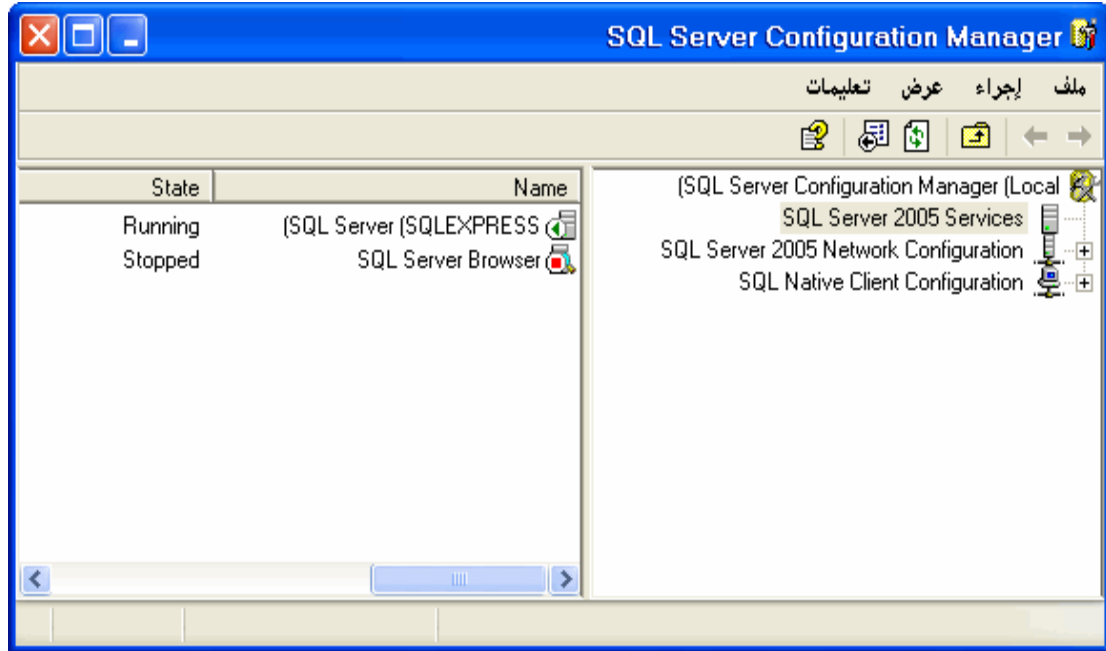 SQL Server Configuration Manager
ملف إجراء عرض تعليمات
(SQL Server Configuration Manager (Local
SQL Server 2005 Services
SQL Server 2005 Network Configuration
SQL Native Client Configuration
Name State
(SQL Server (SQLEXPRESS Running
SQL Server Browser Stopped